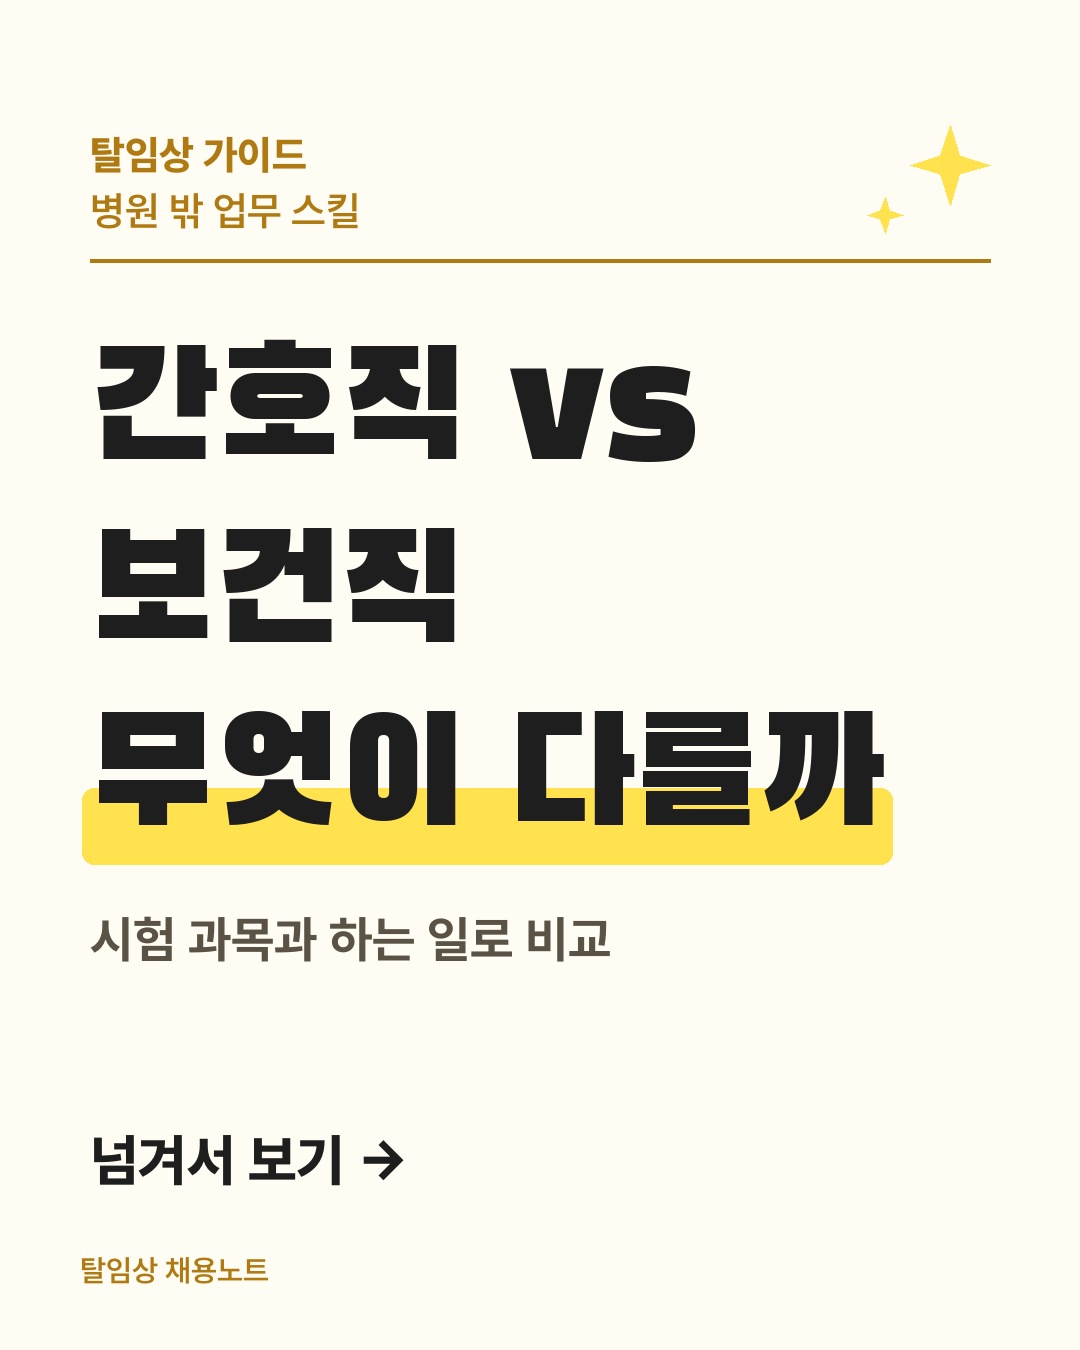 탈임상 가이드
병원 밖 업무 스킬
간호직 vs
보건직
무엇이 다를까
시험 과목과 하는 일로 비교
넘겨서 보기 →
탈임상 채용노트